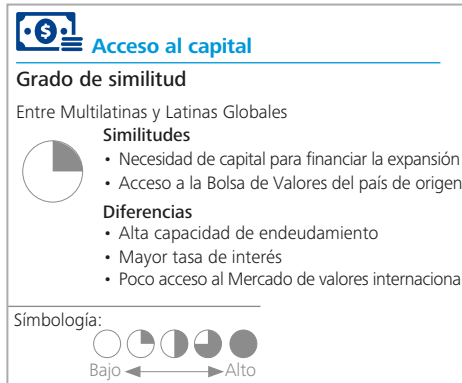 Acceso al capital
Grado de similitud
Entre Multilatinas y Latinas Globales
Similitudes
• Necesidad de capital para financiar la expansión
• Acceso a la Bolsa de Valores del país de origen
Diferencias
• Alta capacidad de endeudamiento
• Mayor tasa de interés
• Poco acceso al Mercado de valores internaciona
Símbología:
Bajo Alto